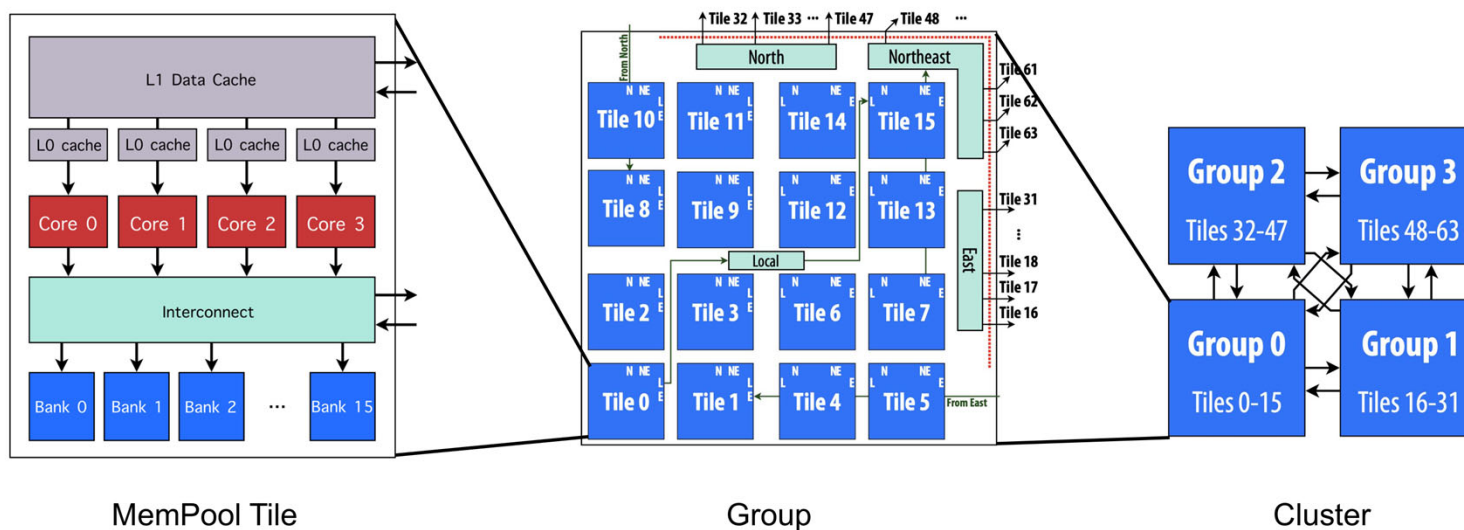 L1 Data Cache
L0 cache L0 cache L0 cache L0 cache
Core 0 Core 1 Core 2 Core 3
Interconnect
Bank 0 Bank 1 Bank 2 ... Bank 15
MemPool Tile
Tile 32 Tile 33 ... Tile 47 Tile 48 ...
From North
North
Northeast
Tile 61
Tile 62
Tile 63
N NE N NE N NE N NE
L E L E L E L E
Tile 10 Tile 11 Tile 14 Tile 15
N NE N NE N NE N NE
L E L E L E L E
Tile 8 Tile 9 Tile 12 Tile 13
Tile 31
...
Tile 18
Tile 17
Tile 16
East
Local
N NE N NE N NE N NE
L E L E L E L E
Tile 2 Tile 3 Tile 6 Tile 7
N NE N NE N NE N NE
L E L E L E L E
Tile 0 Tile 1 Tile 4 Tile 5
From East
Group
Group 2
Tiles 32-47
Group 3
Tiles 48-63
Group 0
Tiles 0-15
Group 1
Tiles 16-31
Cluster